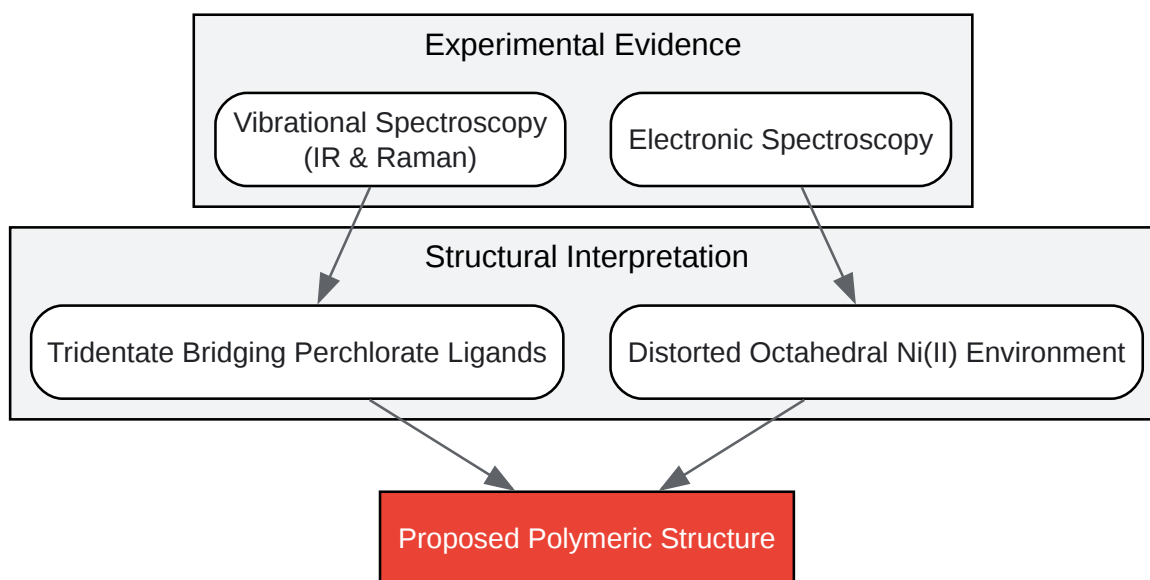 Experimental Evidence
Vibrational Spectroscopy
(IR & Raman)
Electronic Spectroscopy
Structural Interpretation
Tridentate Bridging Perchlorate Ligands
Distorted Octahedral Ni(II) Environment
Proposed Polymeric Structure